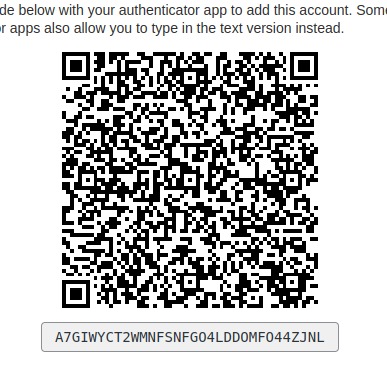 de below with your authenticator app to add this account. Some
r apps also allow you to type in the text version instead.
A7GIWYCT2WMNFSNFGO4LDDOMFO44ZJNL